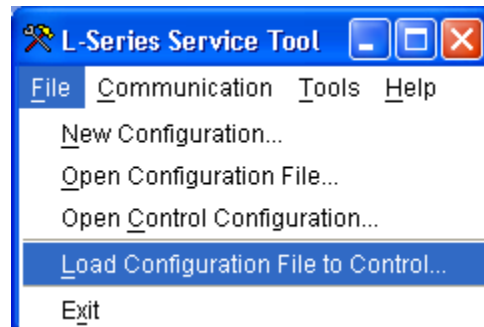 L-Series Service Tool
File Communication Tools Help
New Configuration...
Open Configuration File...
Open Control Configuration...
Load Configuration File to Control...
Exit